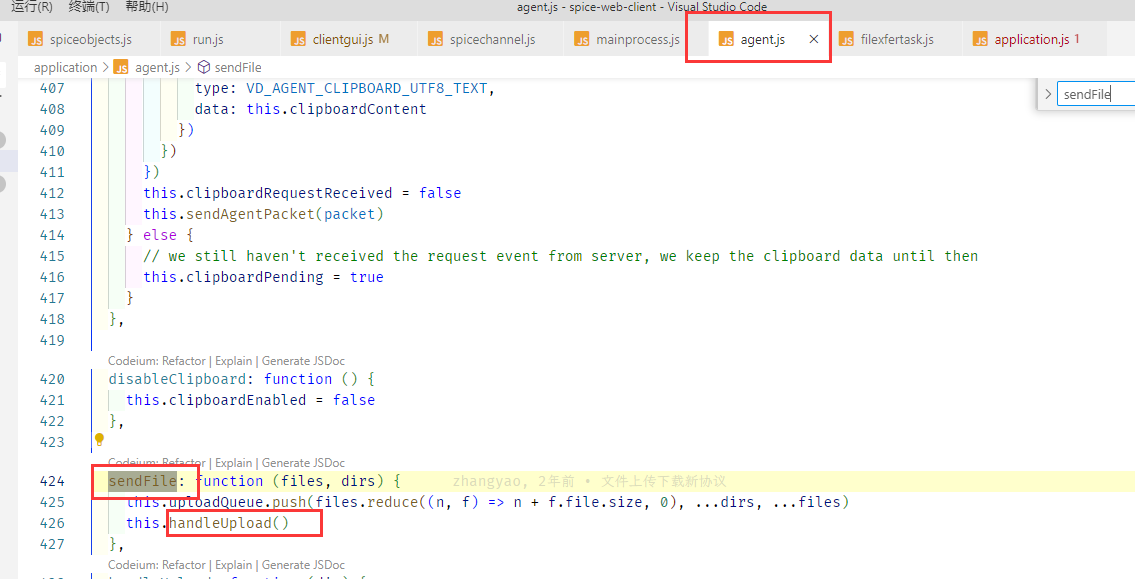 运行(R) 终端(T) 帮助(H) agent.js - spice-web-client - Visual Studio Code
JS spiceobjects.js JS run.js JS clientgui.js M JS spicechannel.js JS mainprocess.js JS agent.js × JS filexfertask.js JS application.js 1
application > JS agent.js > sendFile
sendFile
407 type: VD_AGENT_CLIPBOARD_UTF8_TEXT,
408 data: this.clipboardContent
409 })
410 })
411 })
412 this.clipboardRequestReceived = false
413 this.sendAgentPacket(packet)
414 } else {
415 // we still haven't received the request event from server, we keep the clipboard data until then
416 this.clipboardPending = true
417 }
418 },
419
Codeium: Refactor | Explain | Generate JSDoc
420 disableClipboard: function () {
421 this.clipboardEnabled = false
422 },
423
Codeium: Refactor | Explain | Generate JSDoc
424 sendFile: function (files, dirs) { zhangyao, 2年前 • 文件上传下载新协议
425 this.uploadQueue.push(files.reduce((n, f) => n + f.file.size, 0), ...dirs, ...files)
426 this.handleUpload()
427 },
Codeium: Refactor | Explain | Generate JSDoc